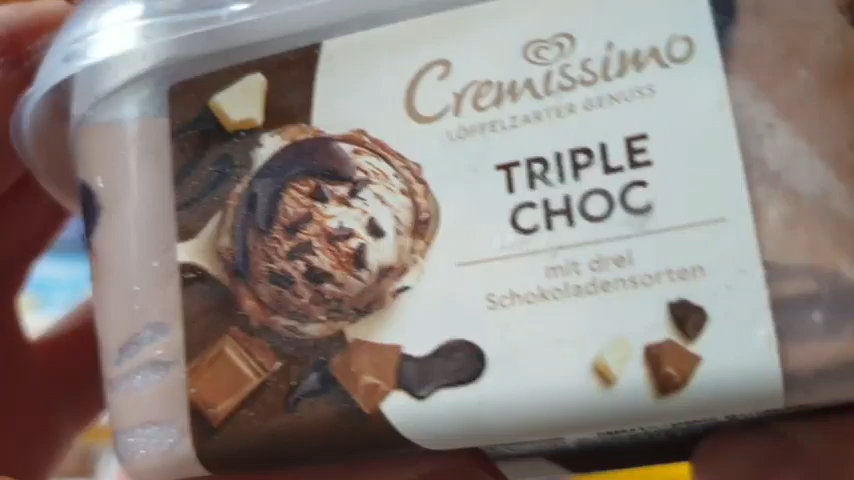 Cremissimo
LÖFFELZARTER GENUSS
TRIPLE
CHOC
mit drei
Schokoladensorten